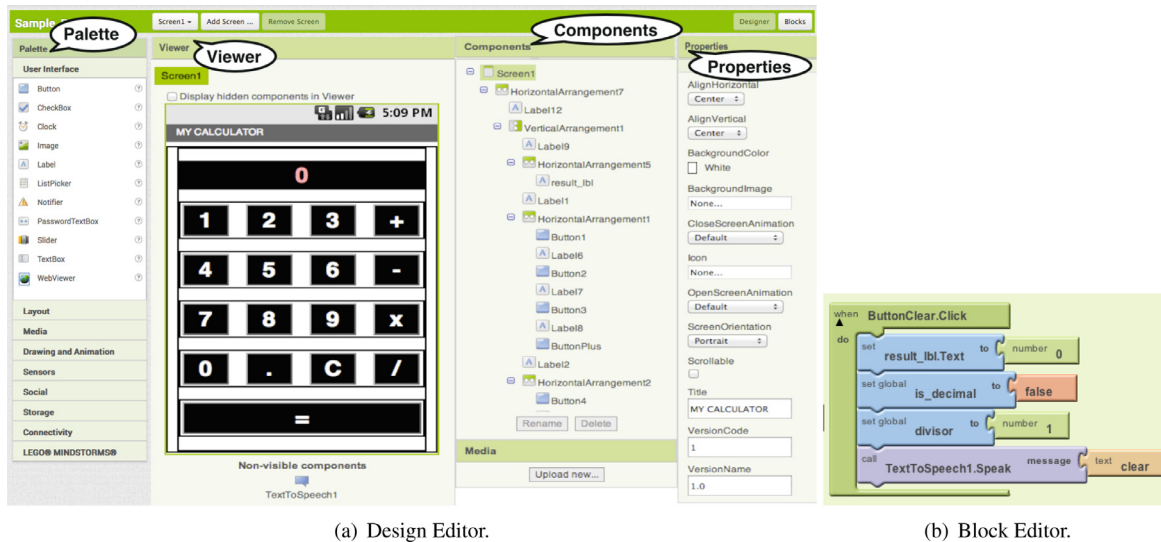 Sample
Screen1
Add Screen ...
Remove Screen
Designer
Blocks
Palette
Palette
User Interface
Button
CheckBox
Clock
Image
Label
ListPicker
Notifier
PasswordTextBox
Slider
TextBox
WebViewer
Layout
Media
Drawing and Animation
Sensors
Social
Storage
Connectivity
LEGO® MINDSTORMS®
Viewer
Viewer
Screen1
Display hidden components in Viewer
5:09 PM
MY CALCULATOR
0
1 2 3 +
4 5 6 -
7 8 9 x
0 . C /
=
Non-visible components
TextToSpeech1
Components
Components
Screen1
HorizontalArrangement7
Label12
VerticalArrangement1
Label9
HorizontalArrangement5
result_lbl
Label1
HorizontalArrangement1
Button1
Label6
Button2
Label7
Button3
Label8
ButtonPlus
Label2
HorizontalArrangement2
Button4
Rename Delete
Media
Upload new...
Properties
Properties
AlignHorizontal
Center
AlignVertical
Center
BackgroundColor
White
BackgroundImage
None...
CloseScreenAnimation
Default
Icon
None...
OpenScreenAnimation
Default
ScreenOrientation
Portrait
Scrollable
Title
MY CALCULATOR
VersionCode
1
VersionName
1.0
when ButtonClear.Click
do
set result_lbl.Text to number 0
set global is_decimal to false
set global divisor to number 1
call TextToSpeech1.Speak message text clear
(a) Design Editor.
(b) Block Editor.